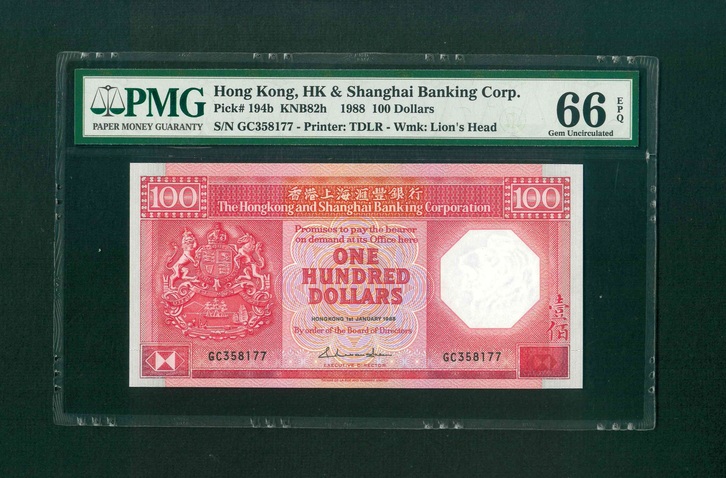 PMG
PAPER MONEY GUARANTY
Hong Kong, HK & Shanghai Banking Corp.
Pick# 194b KNB82h 1988 100 Dollars
S/N GC358177 - Printer: TDLR - Wmk: Lion's Head
66 EPQ
Gem Uncirculated
100
香港上海滙豐銀行
100
The Hongkong and Shanghai Banking Corporation
Promises to pay the bearer
on demand at its Office here
ONE
HUNDRED
DOLLARS
HONGKONG 1st JANUARY 1988
By order of the Board of Directors
壹佰
GC358177
GC358177
EXECUTIVE DIRECTOR